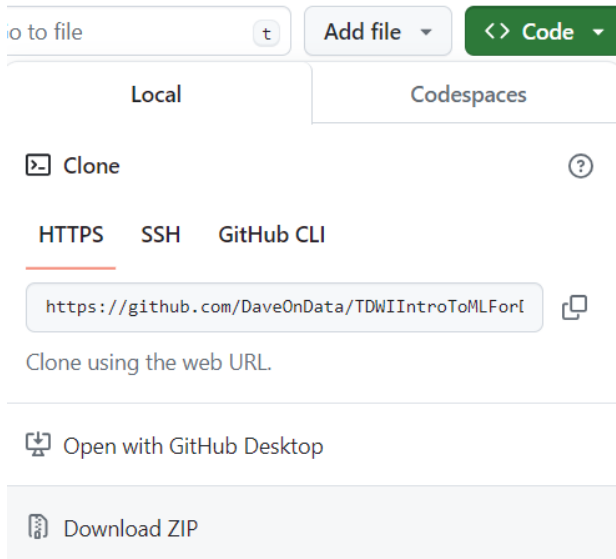 o to file t Add file <> Code
Local Codespaces
Clone
HTTPS SSH GitHub CLI
https://github.com/DaveOnData/TDWIIntroToMLFor
Clone using the web URL.
Open with GitHub Desktop
Download ZIP